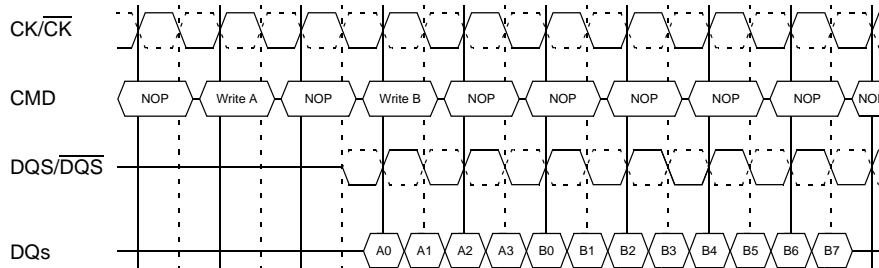 CK/CK
CMD NOP Write A NOP Write B NOP NOP NOP NOP NOP NO
DQS/DQS
DQs A0 A1 A2 A3 B0 B1 B2 B3 B4 B5 B6 B7